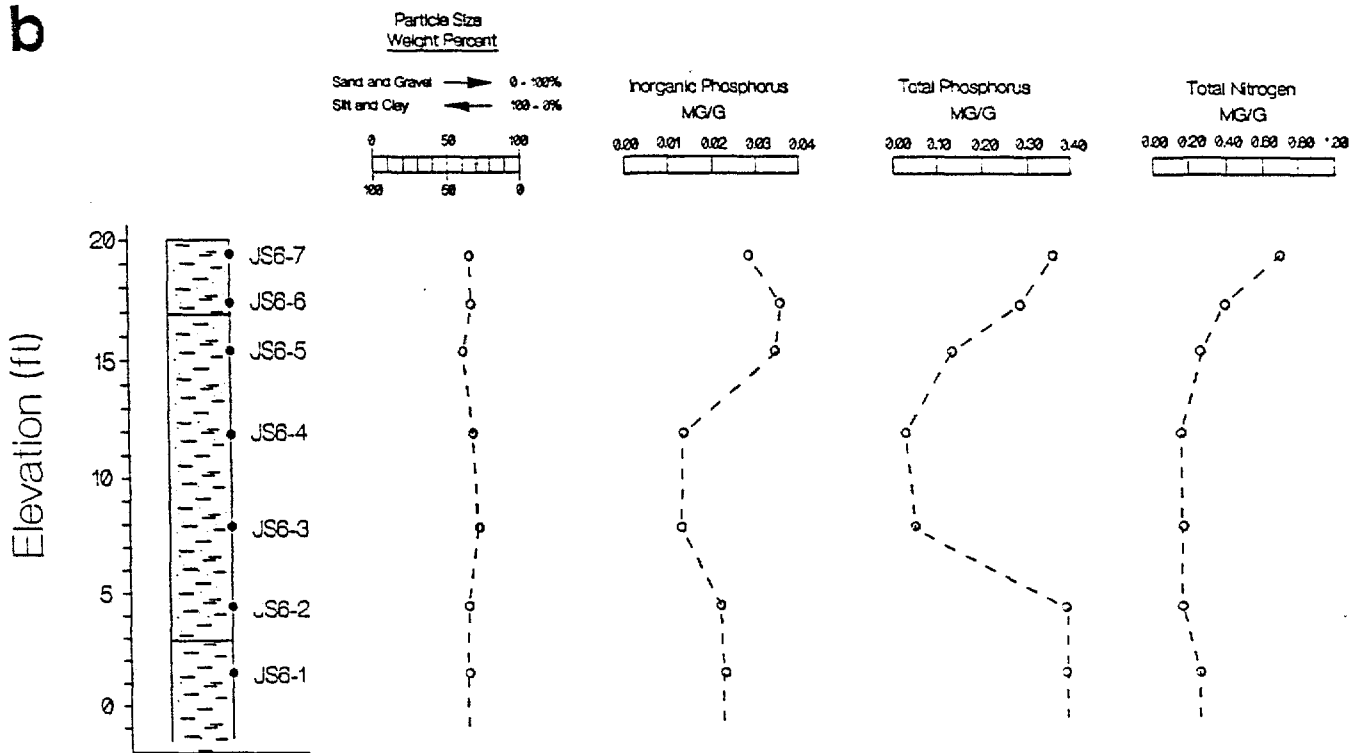 b
Particle Size
Weight Percent
Sand and Gravel 0 - 100%
Silt and Clay 100 - 0%
0 50 100
100 50 0
Inorganic Phosphorus
MG/G
0.00 0.01 0.02 0.03 0.04
Total Phosphorus
MG/G
0.00 0.10 0.20 0.30 0.40
Total Nitrogen
MG/G
0.00 0.20 0.40 0.60 0.80 1.00
Elevation (ft)
20
15
10
5
0
JS6-7
JS6-6
JS6-5
JS6-4
JS6-3
JS6-2
JS6-1